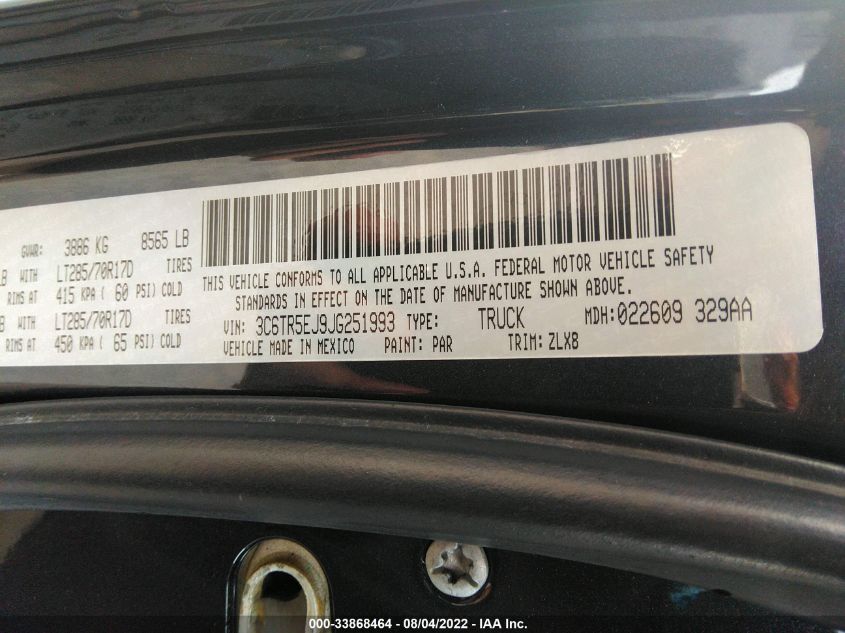 GVWR: 3886 KG 8565 LB
LB WITH LT285/70R17D TIRES
RIMS AT 415 KPA ( 60 PSI) COLD
LB WITH LT285/70R17D TIRES
RIMS AT 450 KPA ( 65 PSI) COLD
THIS VEHICLE CONFORMS TO ALL APPLICABLE U.S.A. FEDERAL MOTOR VEHICLE SAFETY
STANDARDS IN EFFECT ON THE DATE OF MANUFACTURE SHOWN ABOVE.
VIN: 3C6TR5EJ9JG251993 TYPE: TRUCK MDH: 022609 329AA
VEHICLE MADE IN MEXICO PAINT: PAR TRIM: ZLX8
000-33868464 - 08/04/2022 - IAA Inc.